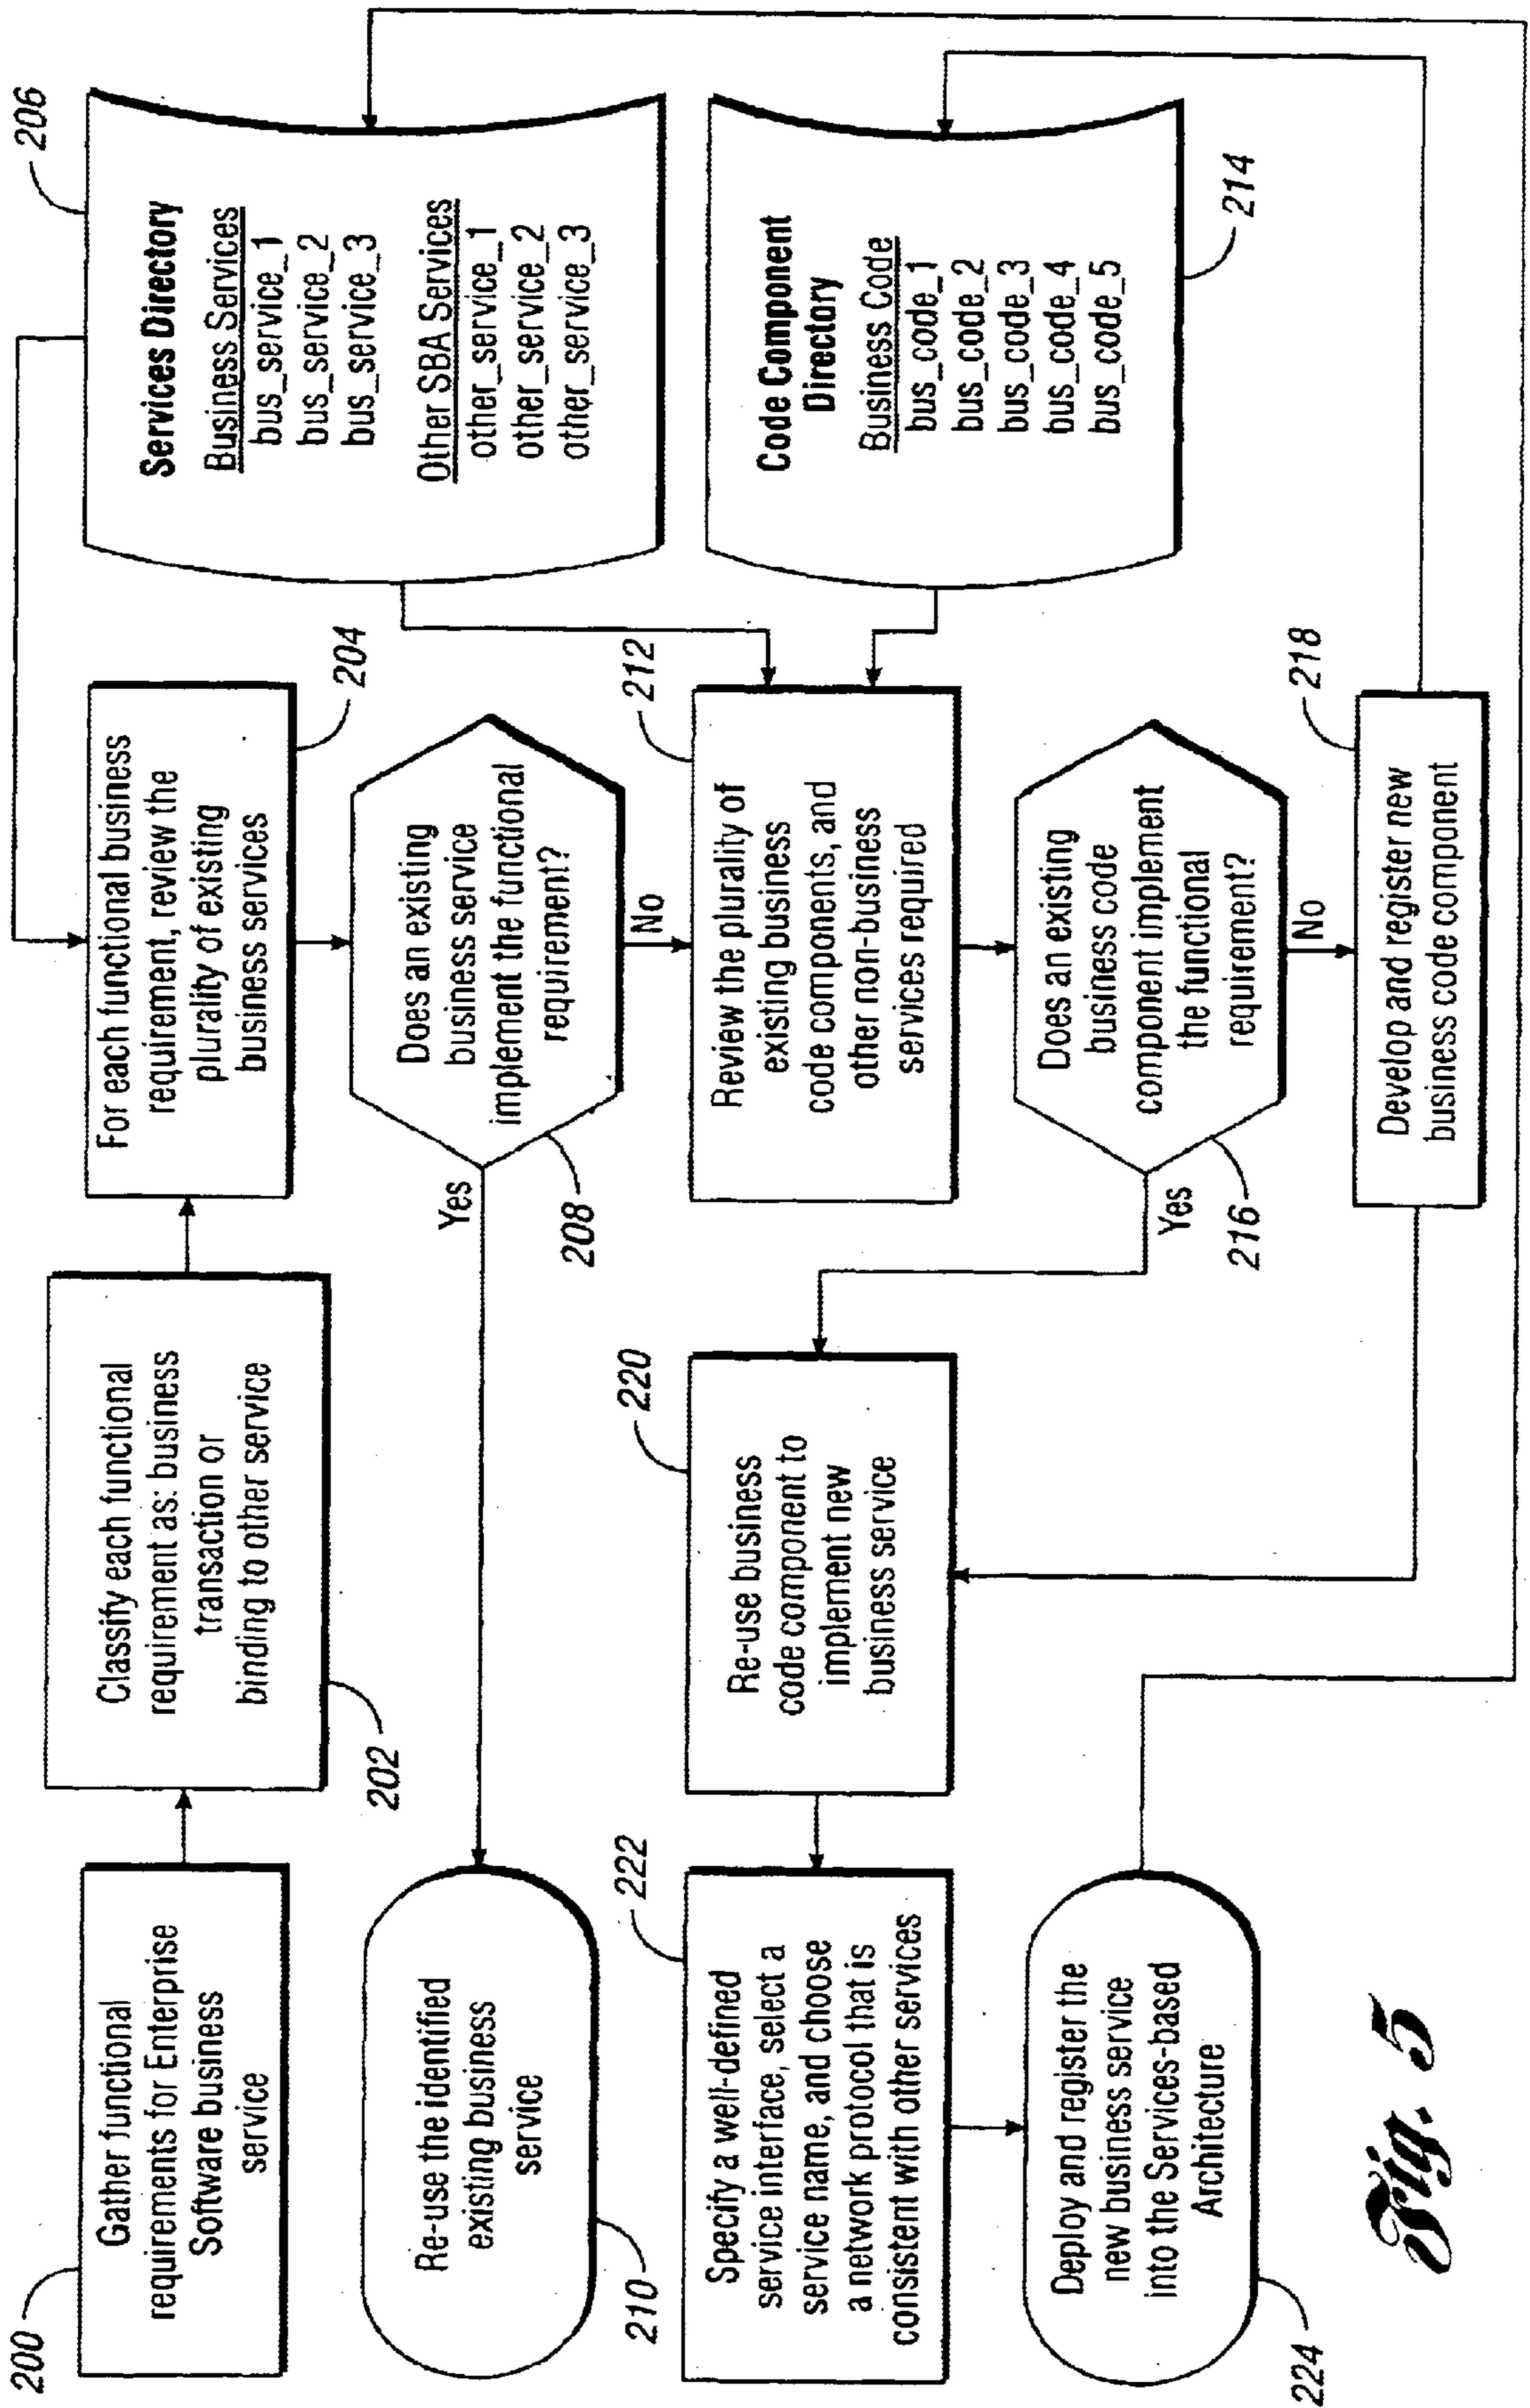 200
Gather functional
requirements for Enterprise
Software business
service
202
Classify each functional
requirement as: business
transaction or
binding to other service
204
For each functional business
requirement, review the
plurality of existing
business services
206
Services Directory
Business Services
bus_service_1
bus_service_2
bus_service_3
Other SBA Services
other_service_1
other_service_2
other_service_3
208
Does an existing
business service
implement the functional
requirement?
Yes
No
210
Re-use the identified
existing business
service
212
Review the plurality of
existing business
code components, and
other non-business
services required
214
Code Component
Directory
Business Code
bus_code_1
bus_code_2
bus_code_3
bus_code_4
bus_code_5
216
Does an existing
business code
component implement
the functional
requirement?
Yes
No
218
Develop and register new
business code component
220
Re-use business
code component to
implement new
business service
222
Specify a well-defined
service interface, select a
service name, and choose
a network protocol that is
consistent with other services
224
Deploy and register the
new business service
into the Services-based
Architecture
Fig. 5